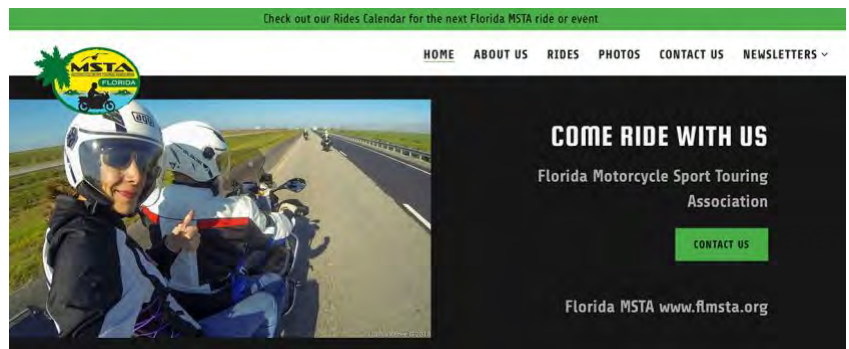 Check out our Rides Calendar for the next Florida MSTA ride or event
HOME ABOUT US RIDES PHOTOS CONTACT US NEWSLETTERS
MSTA
FLORIDA
AGV
COME RIDE WITH US
Florida Motorcycle Sport Touring
Association
CONTACT US
Florida MSTA www.flmsta.org